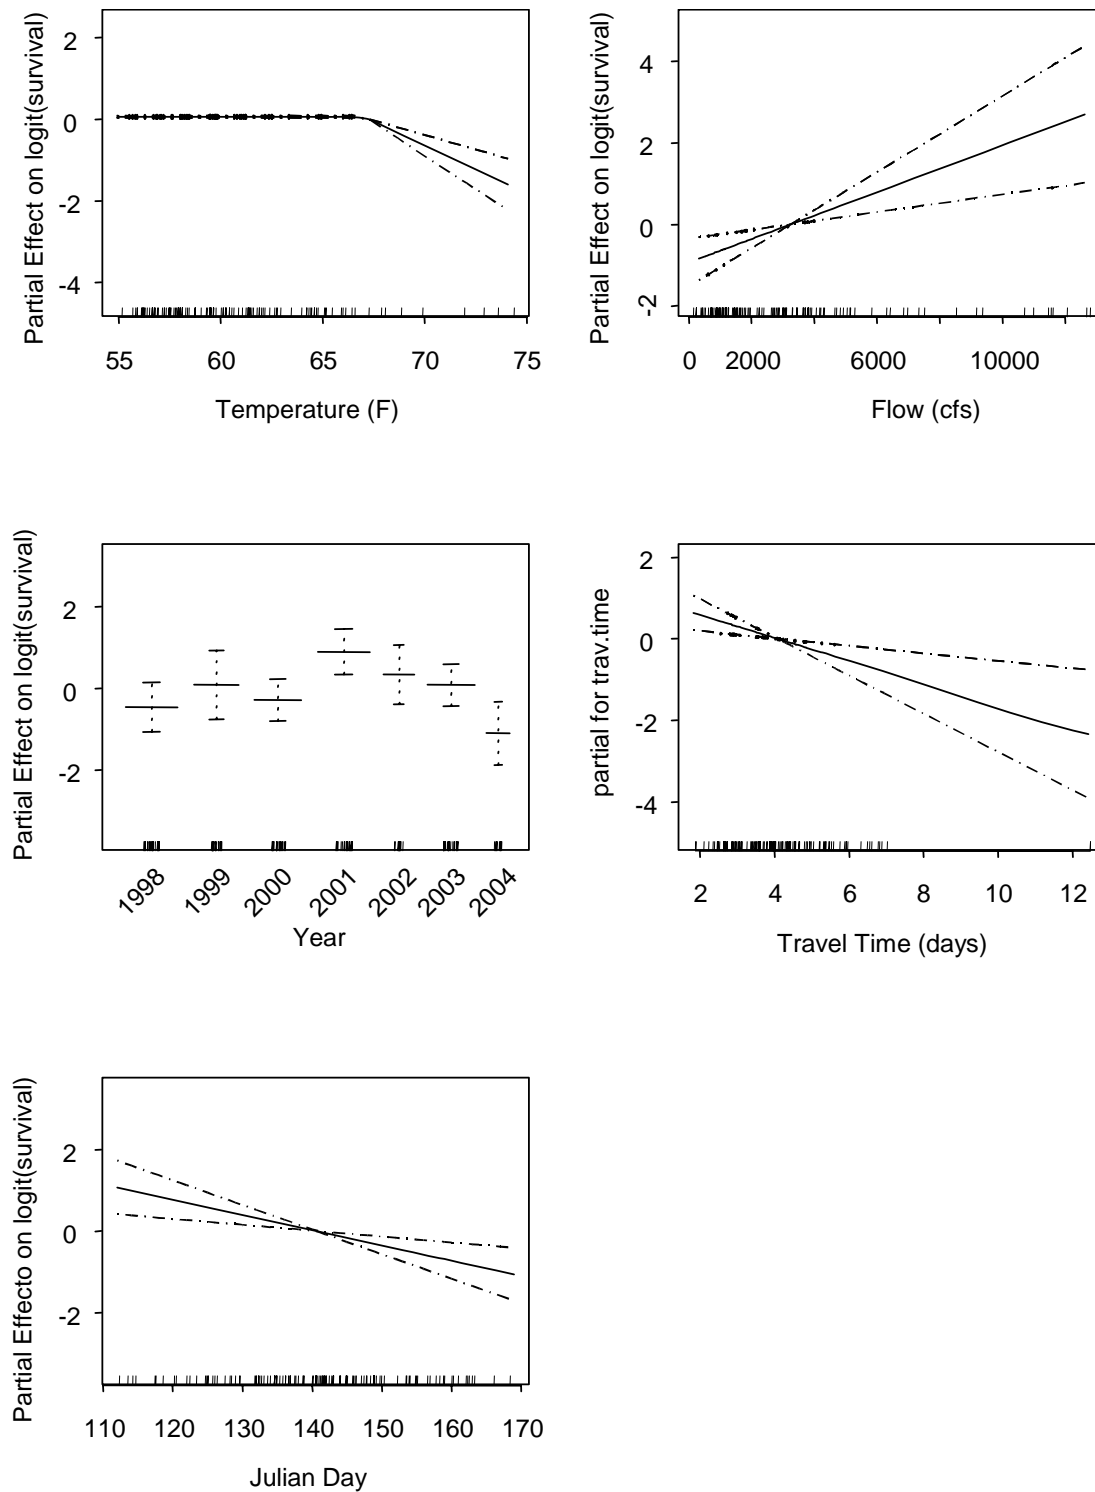 Partial Effect on logit(survival)
2
0
-2
-4
55 60 65 70 75
Temperature (F)
Partial Effect on logit(survival)
4
2
0
-2
0 2000 6000 10000
Flow (cfs)
Partial Effect on logit(survival)
2
0
-2
1998 1999 2000 2001 2002 2003 2004
Year
partial for trav.time
2
0
-2
-4
2 4 6 8 10 12
Travel Time (days)
Partial Effecto on logit(survival)
2
0
-2
110 120 130 140 150 160 170
Julian Day